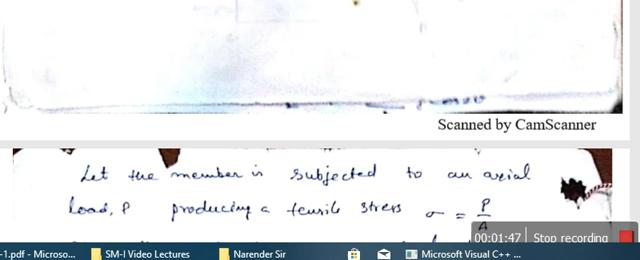 Scanned by CamScanner
Let the member is subjected to an axial
load, P producing a tensile stress σ = P/A
00:01:47 Stop recording
-1.pdf - Microso... SM-I Video Lectures Narender Sir Microsoft Visual C++ ...